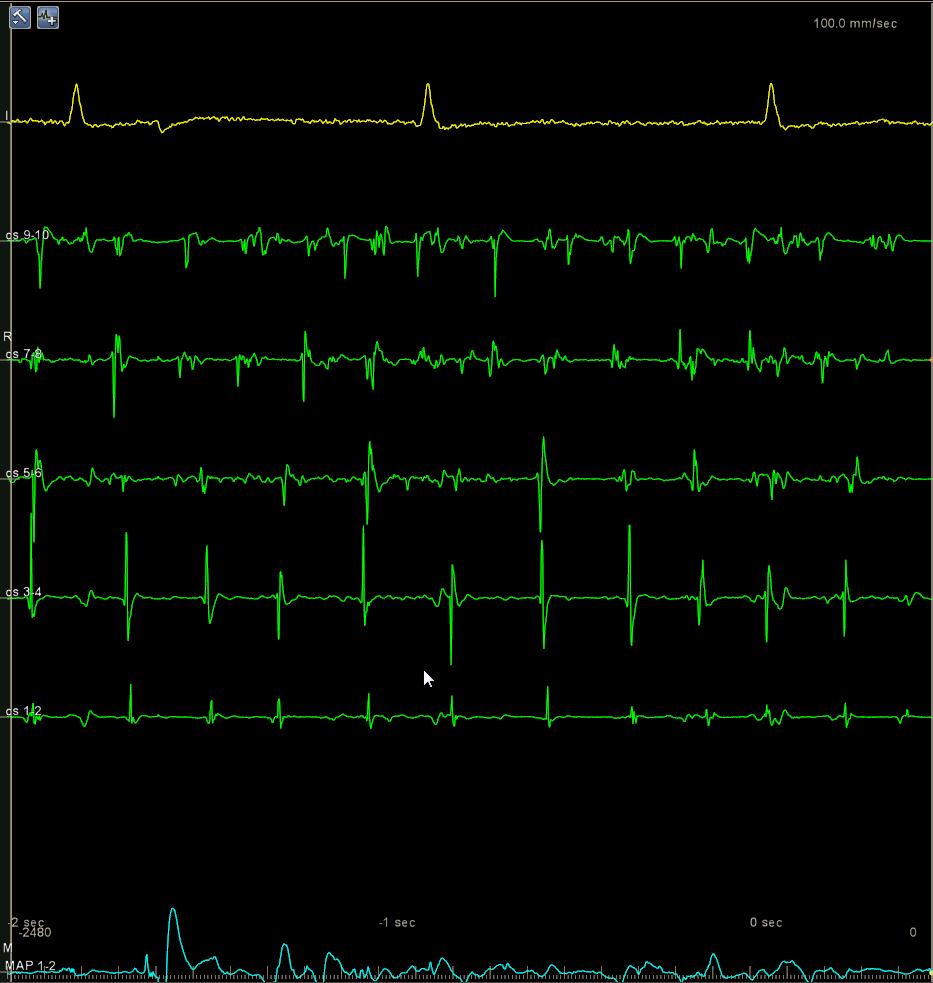 100.0 mm/sec
I
cs 9-10
R
cs 7-8
cs 5-6
cs 3-4
cs 1-2
-2 sec
-1 sec
0 sec
-2480
0
M
MAP 1-2